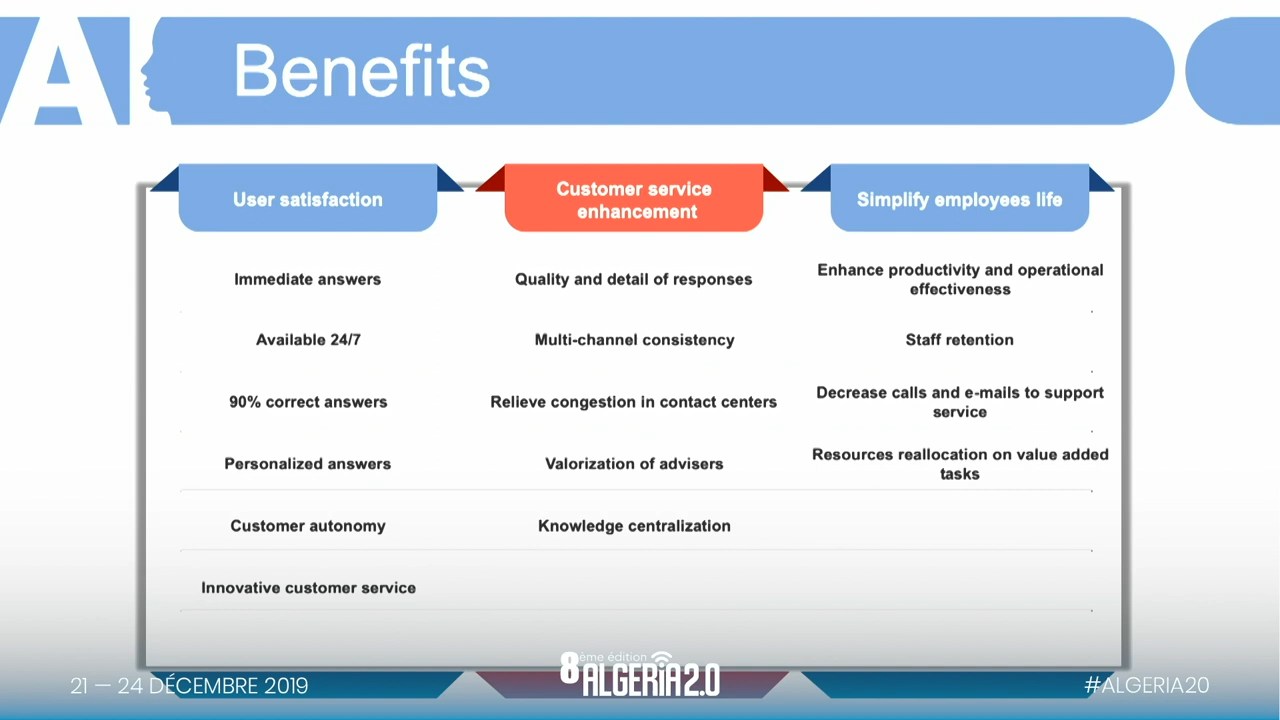 AI
Benefits
User satisfaction
Immediate answers
Available 24/7
90% correct answers
Personalized answers
Customer autonomy
Innovative customer service
Customer service
enhancement
Quality and detail of responses
Multi-channel consistency
Relieve congestion in contact centers
Valorization of advisers
Knowledge centralization
Simplify employees life
Enhance productivity and operational
effectiveness
Staff retention
Decrease calls and e-mails to support
service
Resources reallocation on value added
tasks
21 — 24 DÉCEMBRE 2019
8ème édition
ALGERIA 2.0
#ALGERIA20